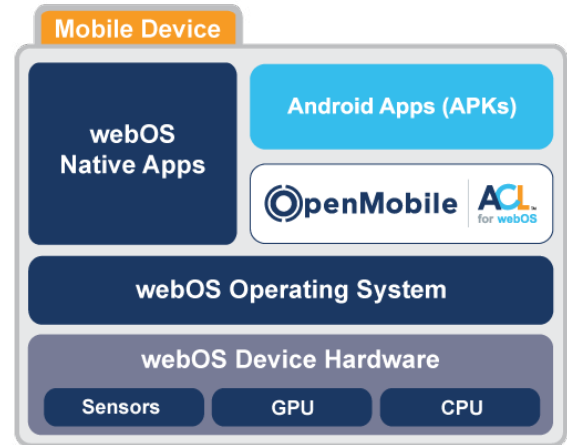 Mobile Device
webOS
Native Apps
Android Apps (APKs)
OpenMobile
ACL™
for webOS
webOS Operating System
webOS Device Hardware
Sensors
GPU
CPU